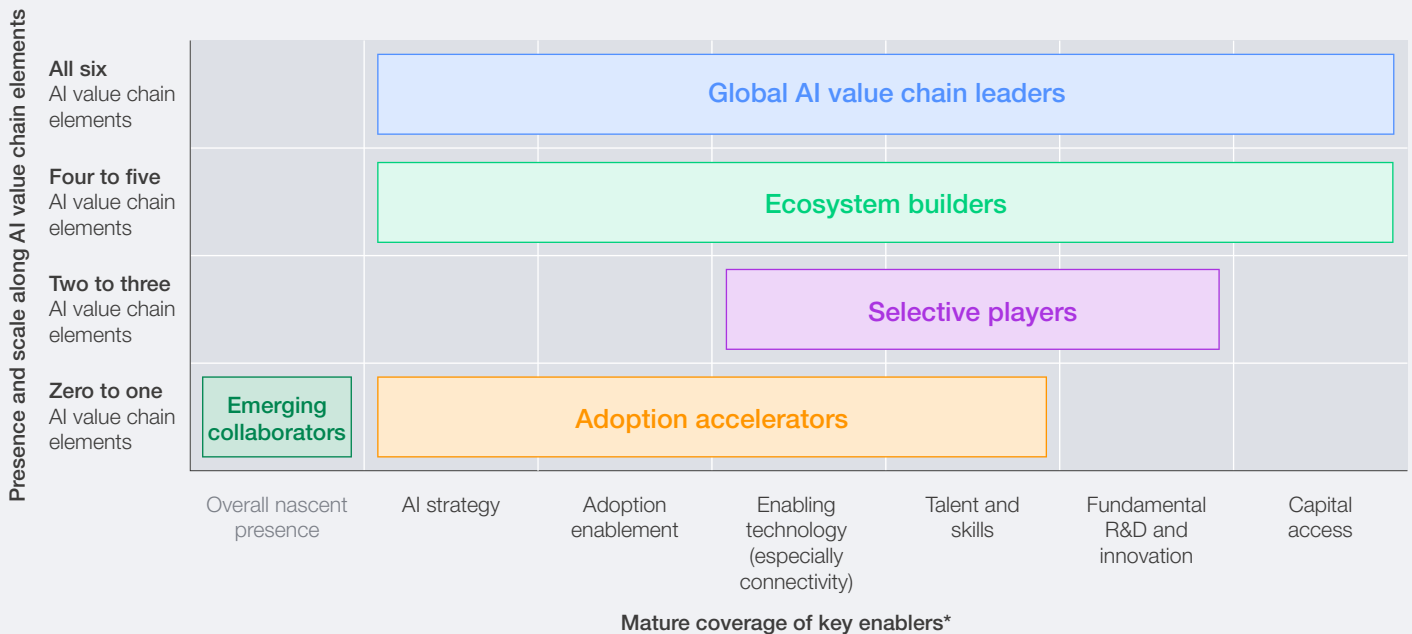 Presence and scale along AI value chain elements
All six
AI value chain
elements
Global AI value chain leaders
Four to five
AI value chain
elements
Ecosystem builders
Two to three
AI value chain
elements
Selective players
Zero to one
AI value chain
elements
Emerging
collaborators
Adoption accelerators
Overall nascent
presence
AI strategy
Adoption
enablement
Enabling
technology
(especially
connectivity)
Talent and
skills
Fundamental
R&D and
innovation
Capital
access
Mature coverage of key enablers*